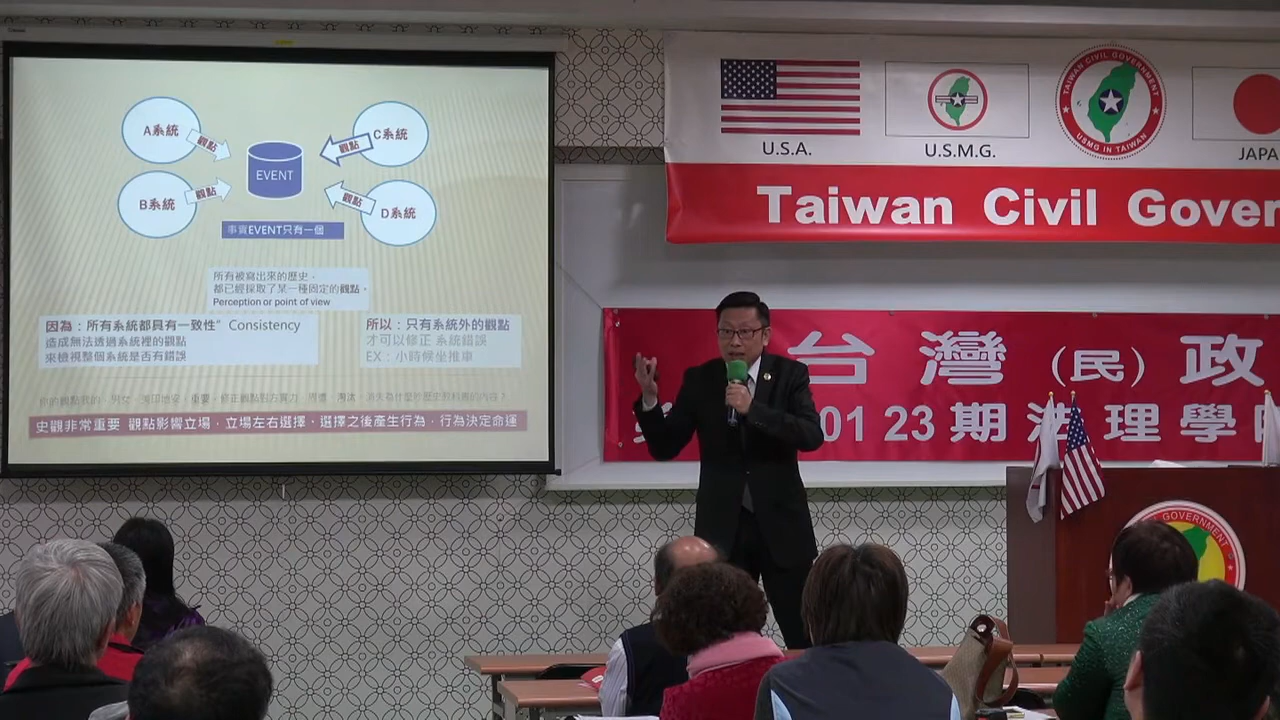 A系統
觀點
觀點
C系統
EVENT
B系統
觀點
觀點
D系統
事實EVENT只有一個
所有被寫出來的歷史，
都已經採取了某一種固定的觀點。
Perception or point of view
因為：所有系統都具有一致性" Consistency
造成無法透過系統裡的觀點
來檢視整個系統是否有錯誤
所以：只有系統外的觀點
才可以修正 系統錯誤
EX：小時候坐推車
史觀非常重要 觀點影響立場，立場左右選擇，選擇之後產生行為，行為決定命運
U.S.A.
U.S.M.G.
TAIWAN CIVIL GOVERNMENT
USMG IN TAIWAN
JAPA
Taiwan Civil Gover
台灣(民)政
01 23期 法理學
GOVERNMENT